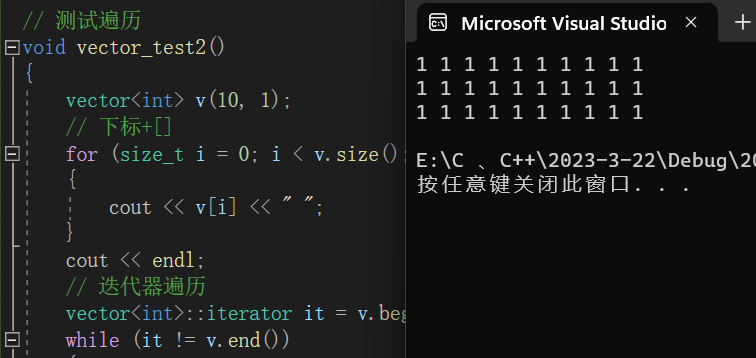 // 测试遍历
void vector_test2()
{
vector<int> v(10, 1);
// 下标+[]
for (size_t i = 0; i < v.size();
{
cout << v[i] << " ";
}
cout << endl;
// 迭代器遍历
vector<int>::iterator it = v.beg
while (it != v.end())
Microsoft Visual Studio
1 1 1 1 1 1 1 1 1 1
1 1 1 1 1 1 1 1 1 1
1 1 1 1 1 1 1 1 1 1
E:\C 、C++\2023-3-22\Debug\20
按任意键关闭此窗口. . .